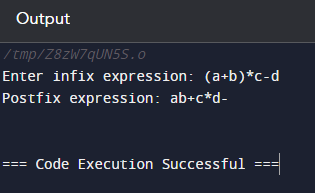 Output
/tmp/Z8zW7qUN5S.o
Enter infix expression: (a+b)*c-d
Postfix expression: ab+c*d-
=== Code Execution Successful ===